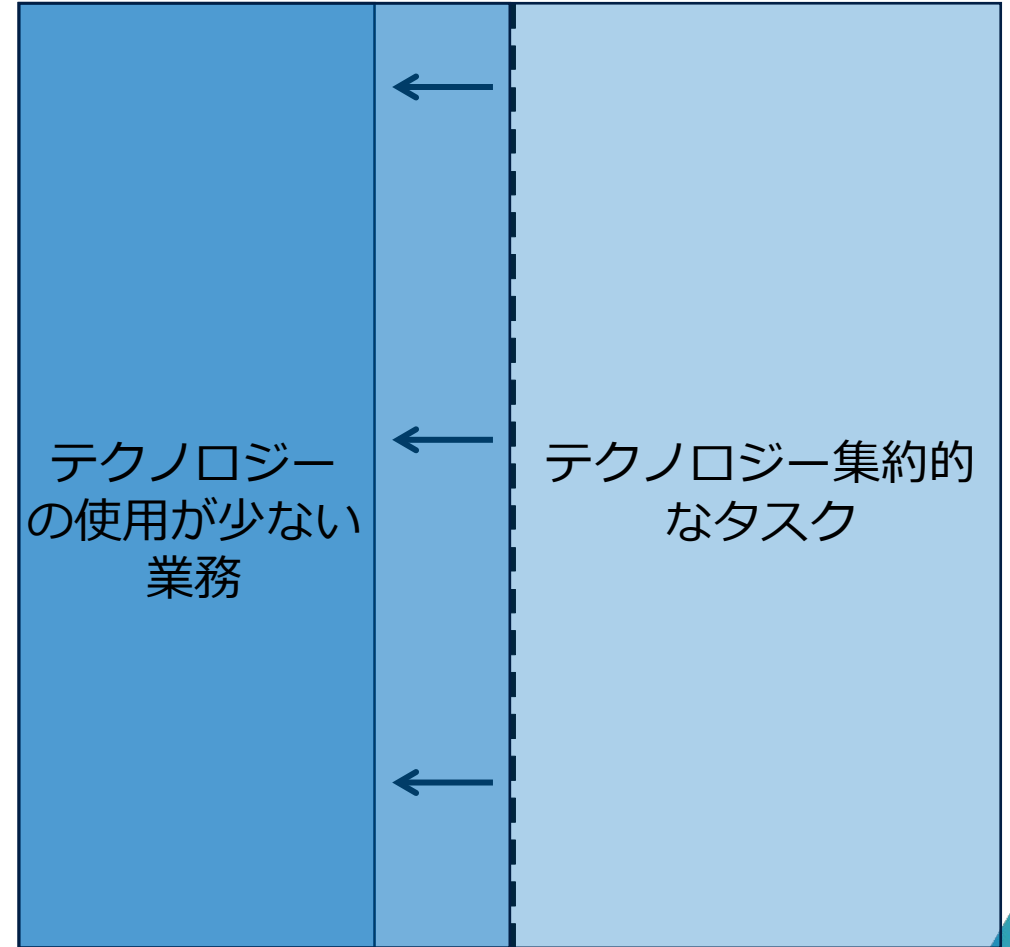 テクノロジー
の使用が少ない
業務
テクノロジー集約的
なタスク